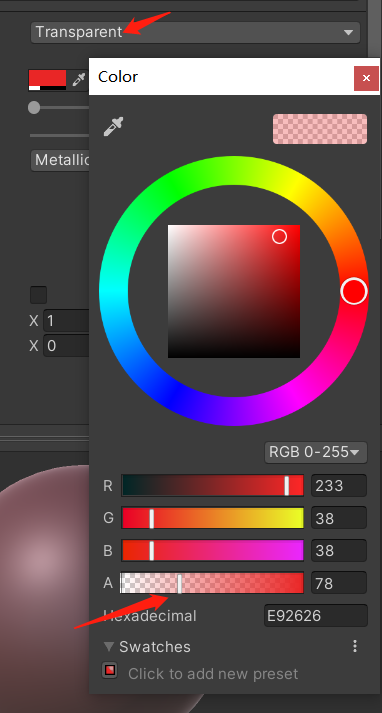 Transparent
Color
Metallic
X 1
X 0
RGB 0-255
R 233
G 38
B 38
A 78
Hexadecimal E92626
Swatches
Click to add new preset